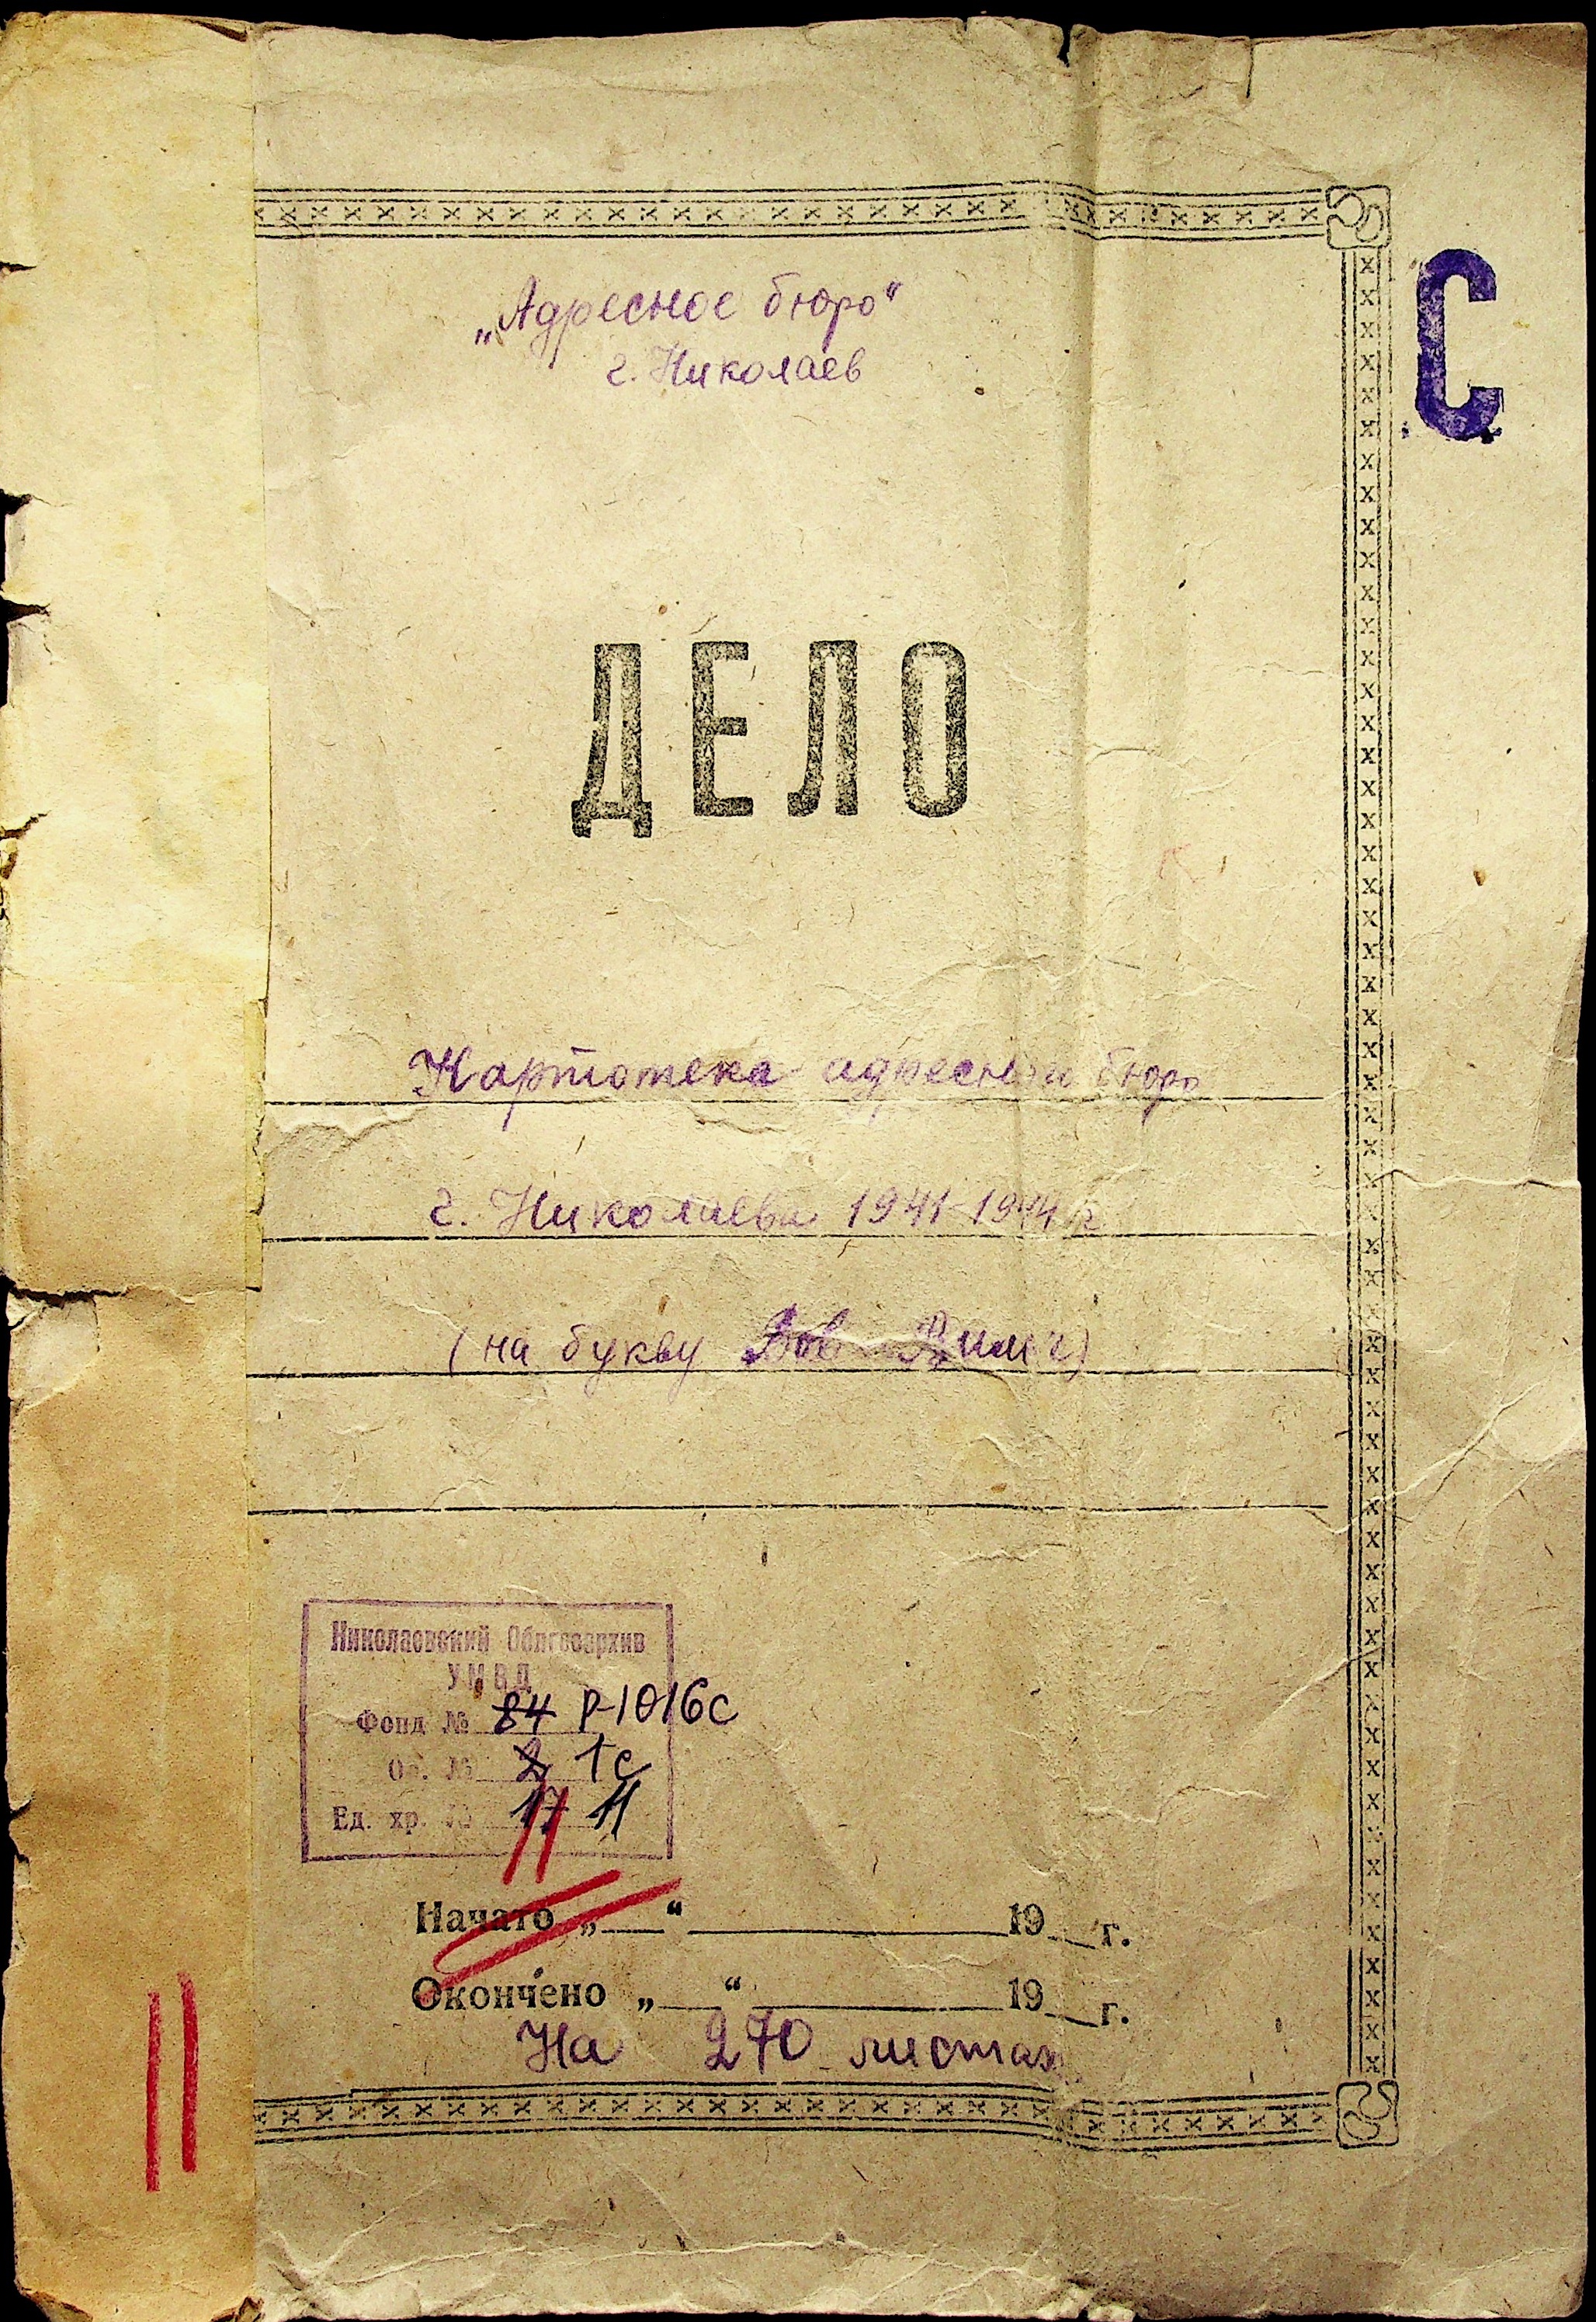 „Адресное бюро“
г. Николаев
С
ДЕЛО
Картотека адресного бюро
г. Николаева 1941-1944 г
(на букву
Николаевский Облгосархив
УМВД
Фонд № 84 Р-1016с
Оп. № 2 1с
Ед. хр. № 17 11
11
Начато „ “ 19 г.
Окончено „ “ 19 г.
На 270 листах
11